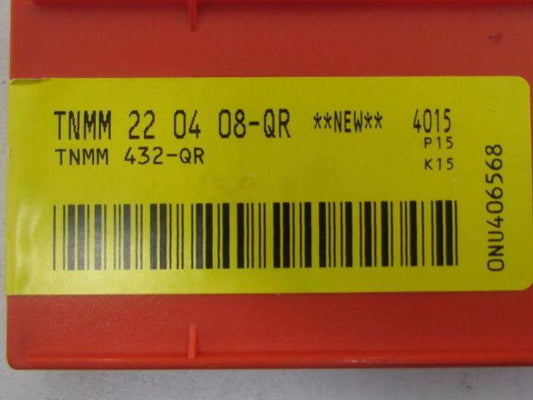 TNMM 22 04 08-QR **NEW** 4015
P15
TNMM 432-QR
K15
0NU406568